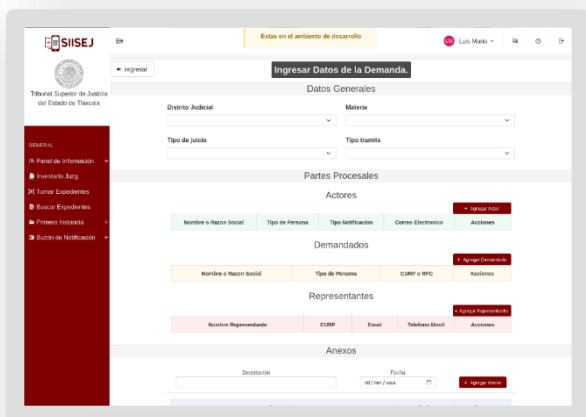 SIISEJ
Estas en el ambiente de desarrollo
LM Luis Mario
Tribunal Superior de Justicia
del Estado de Tlaxcala
regresar
Ingresar Datos de la Demanda.
Datos Generales
Distrito Judicial
Materia
Tipo de juicio
Tipo tramite
GENERAL
Panel de Información +
Inventario Juzg.
Turnar Expedientes
Buscar Expedientes
Primera Instancia +
Buzón de Notificación +
Partes Procesales
Actores
+ Agregar Actor
Nombre o Razon Social Tipo de Persona Tipo Notificacion Correo Electronico Acciones
Demandados
+ Agregar Demandado
Nombre o Razon Social Tipo de Persona CURP o RFC Acciones
Representantes
+ Agregar Representante
Nombre Representante CURP Email Telefono Movil Acciones
Anexos
Descripción Fecha
dd/mm/aaaa
+ Agregar Anexo